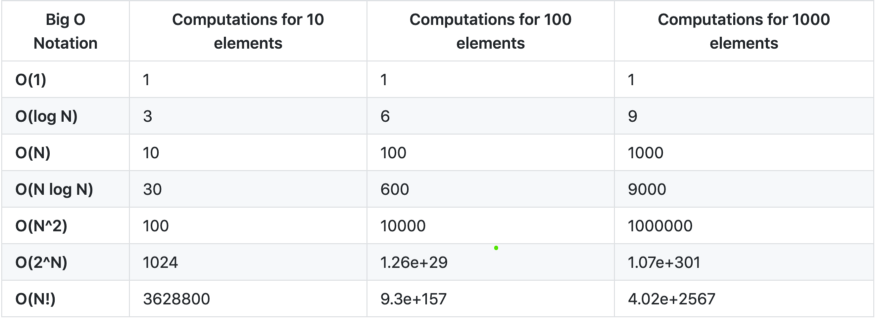 Big O Notation Computations for 10 elements Computations for 100 elements Computations for 1000 elements
O(1) 1 1 1
O(log N) 3 6 9
O(N) 10 100 1000
O(N log N) 30 600 9000
O(N^2) 100 10000 1000000
O(2^N) 1024 1.26e+29 1.07e+301
O(N!) 3628800 9.3e+157 4.02e+2567